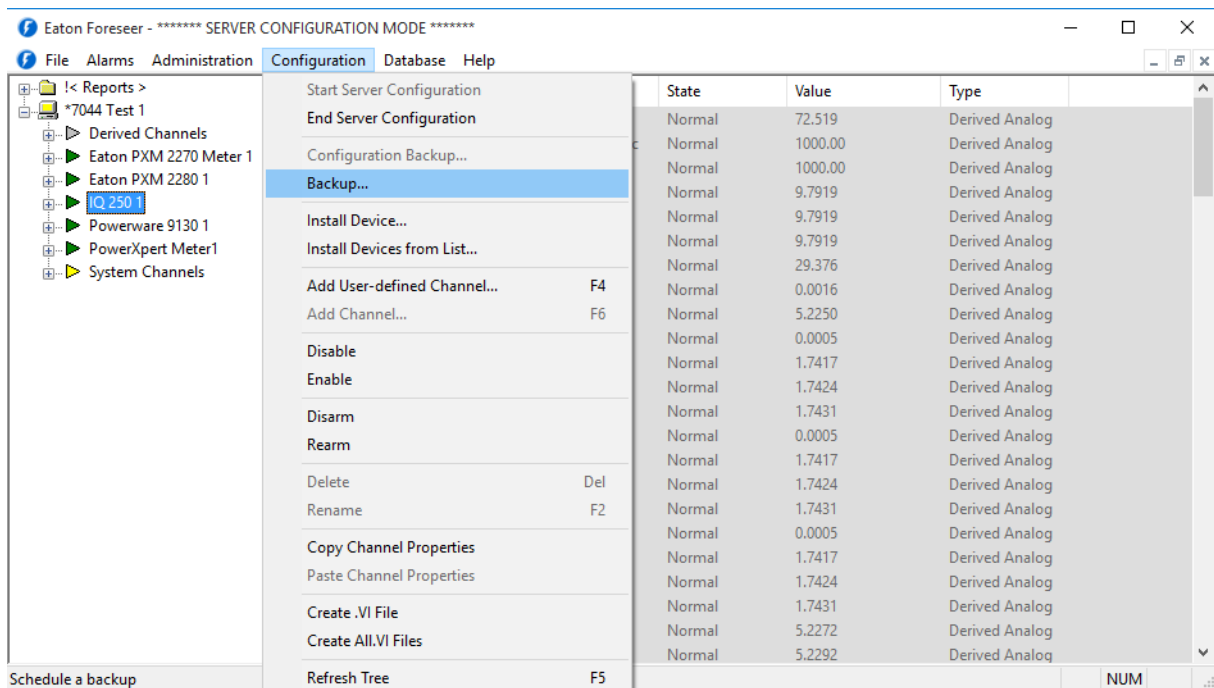 Eaton Foreseer - ******* SERVER CONFIGURATION MODE *******
File Alarms Administration Configuration Database Help
!< Reports >
*7044 Test 1
Derived Channels
Eaton PXM 2270 Meter 1
Eaton PXM 2280 1
IQ 250 1
Powerware 9130 1
PowerXpert Meter1
System Channels
Start Server Configuration
End Server Configuration
Configuration Backup...
Backup...
Install Device...
Install Devices from List...
Add User-defined Channel... F4
Add Channel... F6
Disable
Enable
Disarm
Rearm
Delete Del
Rename F2
Copy Channel Properties
Paste Channel Properties
Create .VI File
Create All.VI Files
Refresh Tree F5
State Value Type
Normal 72.519 Derived Analog
c Normal 1000.00 Derived Analog
Normal 1000.00 Derived Analog
Normal 9.7919 Derived Analog
Normal 9.7919 Derived Analog
Normal 9.7919 Derived Analog
Normal 29.376 Derived Analog
Normal 0.0016 Derived Analog
Normal 5.2250 Derived Analog
Normal 0.0005 Derived Analog
Normal 1.7417 Derived Analog
Normal 1.7424 Derived Analog
Normal 1.7431 Derived Analog
Normal 0.0005 Derived Analog
Normal 1.7417 Derived Analog
Normal 1.7424 Derived Analog
Normal 1.7431 Derived Analog
Normal 0.0005 Derived Analog
Normal 1.7417 Derived Analog
Normal 1.7424 Derived Analog
Normal 1.7431 Derived Analog
Normal 5.2272 Derived Analog
Normal 5.2292 Derived Analog
Schedule a backup
NUM